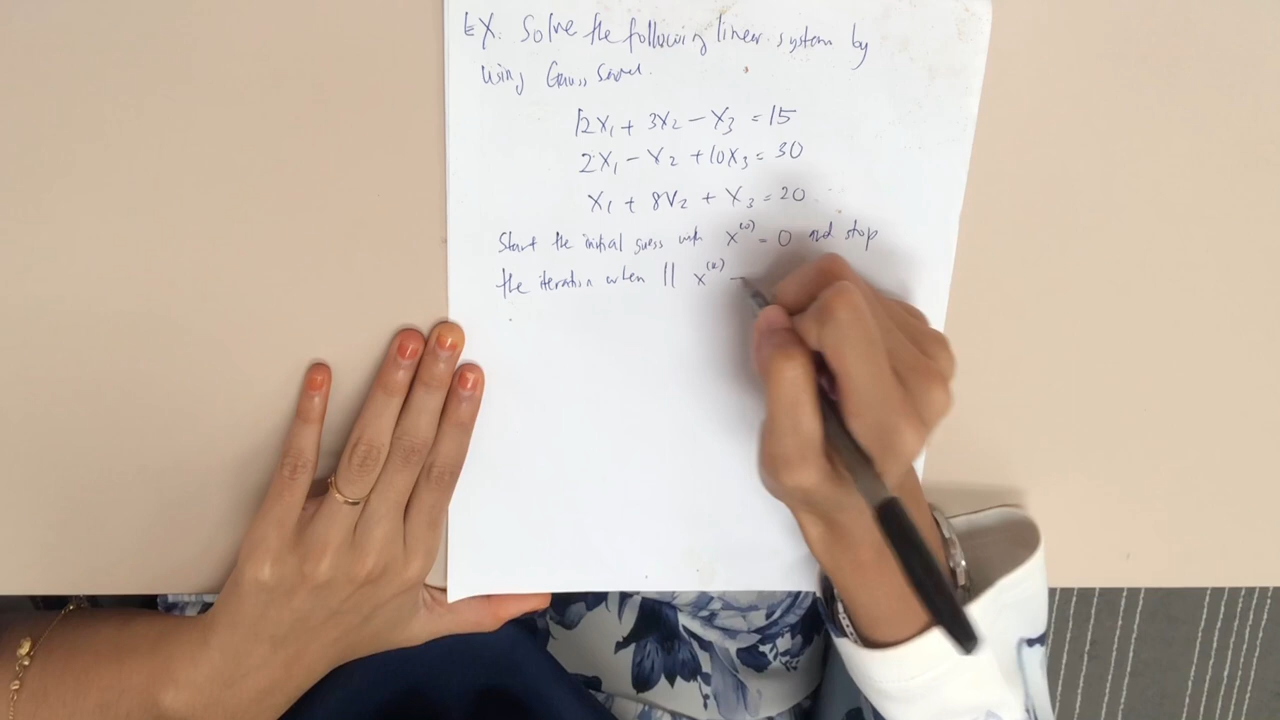 EX. Solve the following linear system by
using Gauss Seidel.
12X₁ + 3X₂ - X₃ = 15
2X₁ - X₂ + 10X₃ = 30
X₁ + 8X₂ + X₃ = 20
Start the initial guess with X⁽⁰⁾ = 0 and stop
the iteration when || X⁽ᵏ⁾ -